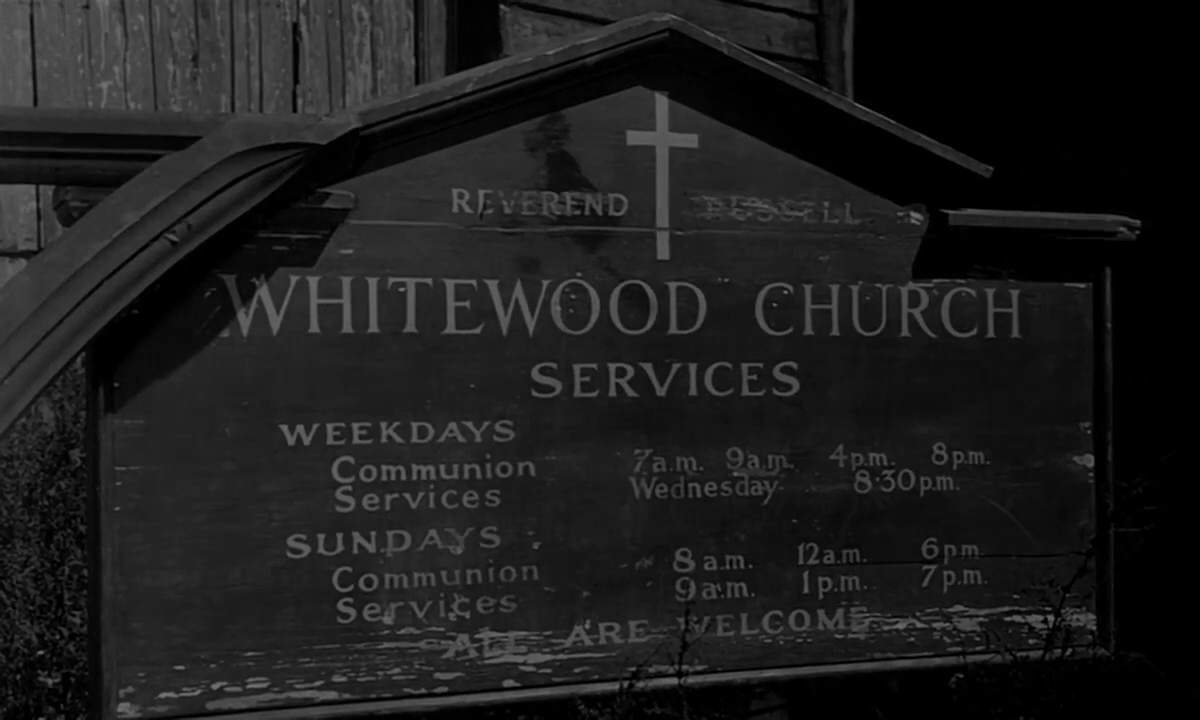 REVEREND RUSSELL
WHITEWOOD CHURCH
SERVICES
WEEKDAYS
Communion 7a.m. 9a.m. 4p.m. 8p.m.
Services Wednesday 8·30p.m.
SUNDAYS
Communion 8a.m. 12a.m. 6p.m.
Services 9a.m. 1p.m. 7p.m.
ALL ARE WELCOME